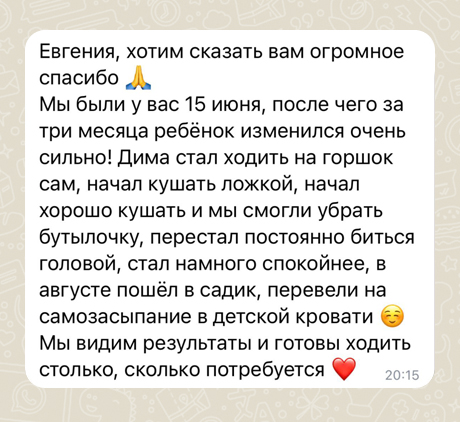 Евгения, хотим сказать вам огромное
спасибо 🙏
Мы были у вас 15 июня, после чего за
три месяца ребёнок изменился очень
сильно! Дима стал ходить на горшок
сам, начал кушать ложкой, начал
хорошо кушать и мы смогли убрать
бутылочку, перестал постоянно биться
головой, стал намного спокойнее, в
августе пошёл в садик, перевели на
самозасыпание в детской кровати ☺️
Мы видим результаты и готовы ходить
столько, сколько потребуется ❤️
20:15